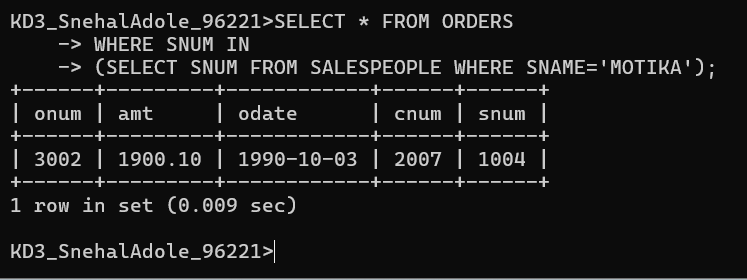 KD3_SnehalAdole_96221>SELECT * FROM ORDERS
    -> WHERE SNUM IN
    -> (SELECT SNUM FROM SALESPEOPLE WHERE SNAME='MOTIKA');
+------+---------+------------+------+------+
| onum | amt     | odate      | cnum | snum |
+------+---------+------------+------+------+
| 3002 | 1900.10 | 1990-10-03 | 2007 | 1004 |
+------+---------+------------+------+------+
1 row in set (0.009 sec)
KD3_SnehalAdole_96221>